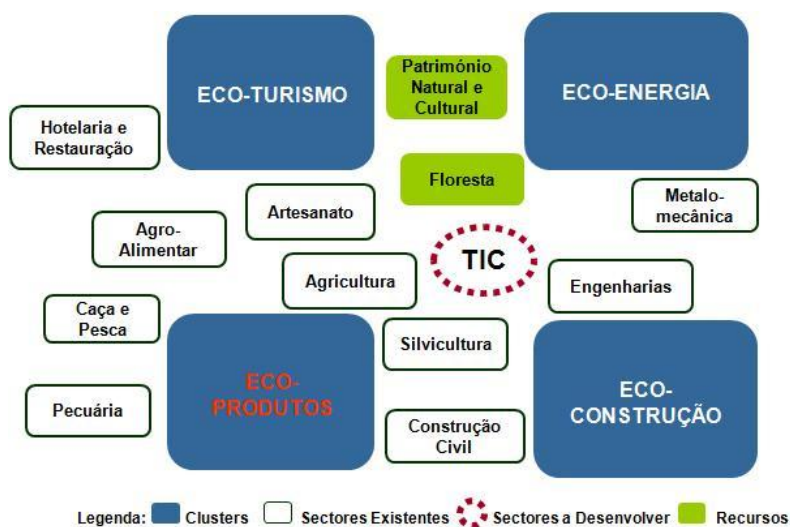 ECO-TURISMO
Património
Natural e
Cultural
ECO-ENERGIA
Hotelaria e
Restauração
Floresta
Artesanato
Metalo-
mecânica
Agro-
Alimentar
TIC
Agricultura
Engenharias
Caça e
Pesca
Silvicultura
ECO-
PRODUTOS
ECO-
CONSTRUÇÃO
Pecuária
Construção
Civil
Legenda: Clusters Sectores Existentes Sectores a Desenvolver Recursos